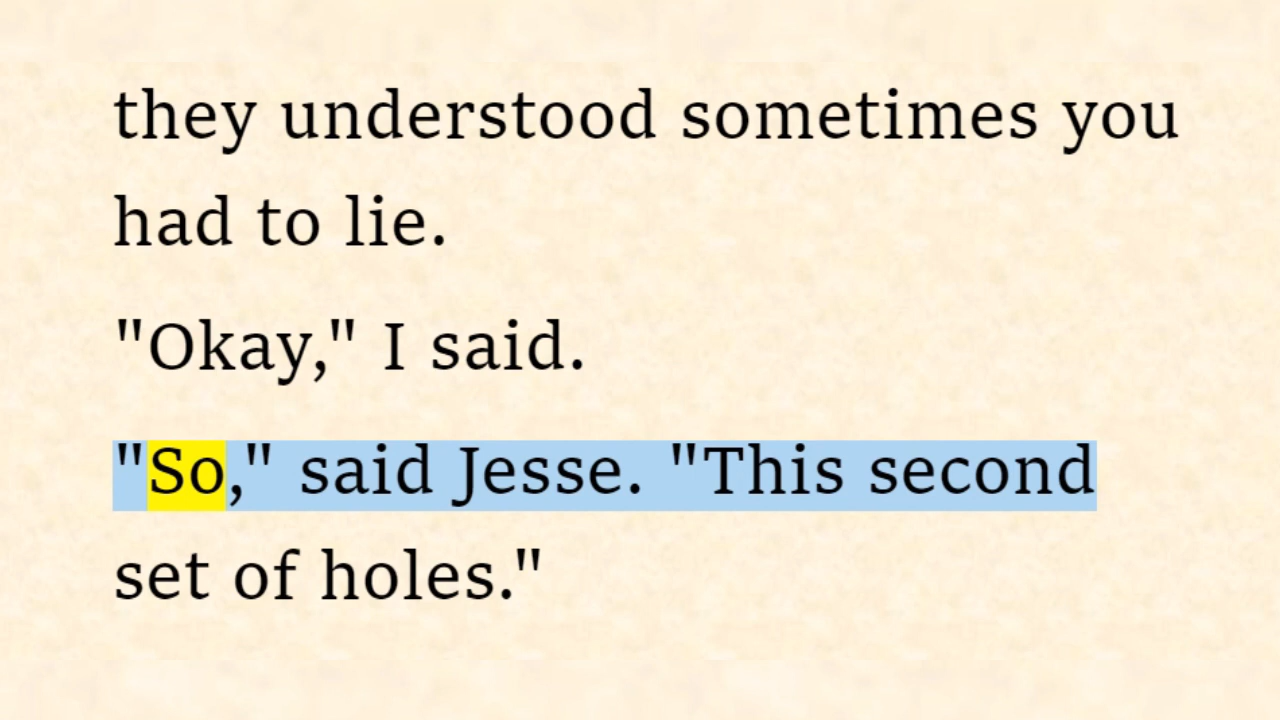 they understood sometimes you
had to lie.
"Okay," I said.
"So," said Jesse. "This second
set of holes."